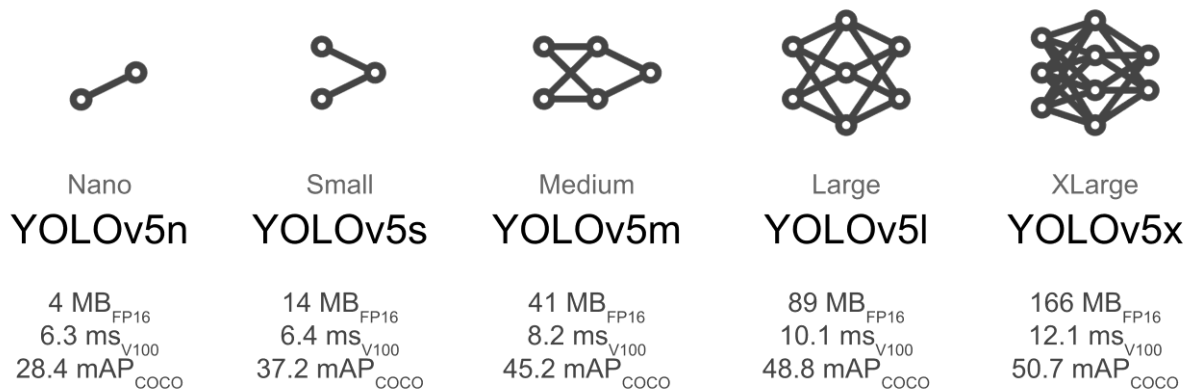 Nano Small Medium Large XLarge
YOLOv5n YOLOv5s YOLOv5m YOLOv5l YOLOv5x
4 MB FP16 14 MB FP16 41 MB FP16 89 MB FP16 166 MB FP16
6.3 ms V100 6.4 ms V100 8.2 ms V100 10.1 ms V100 12.1 ms V100
28.4 mAP COCO 37.2 mAP COCO 45.2 mAP COCO 48.8 mAP COCO 50.7 mAP COCO